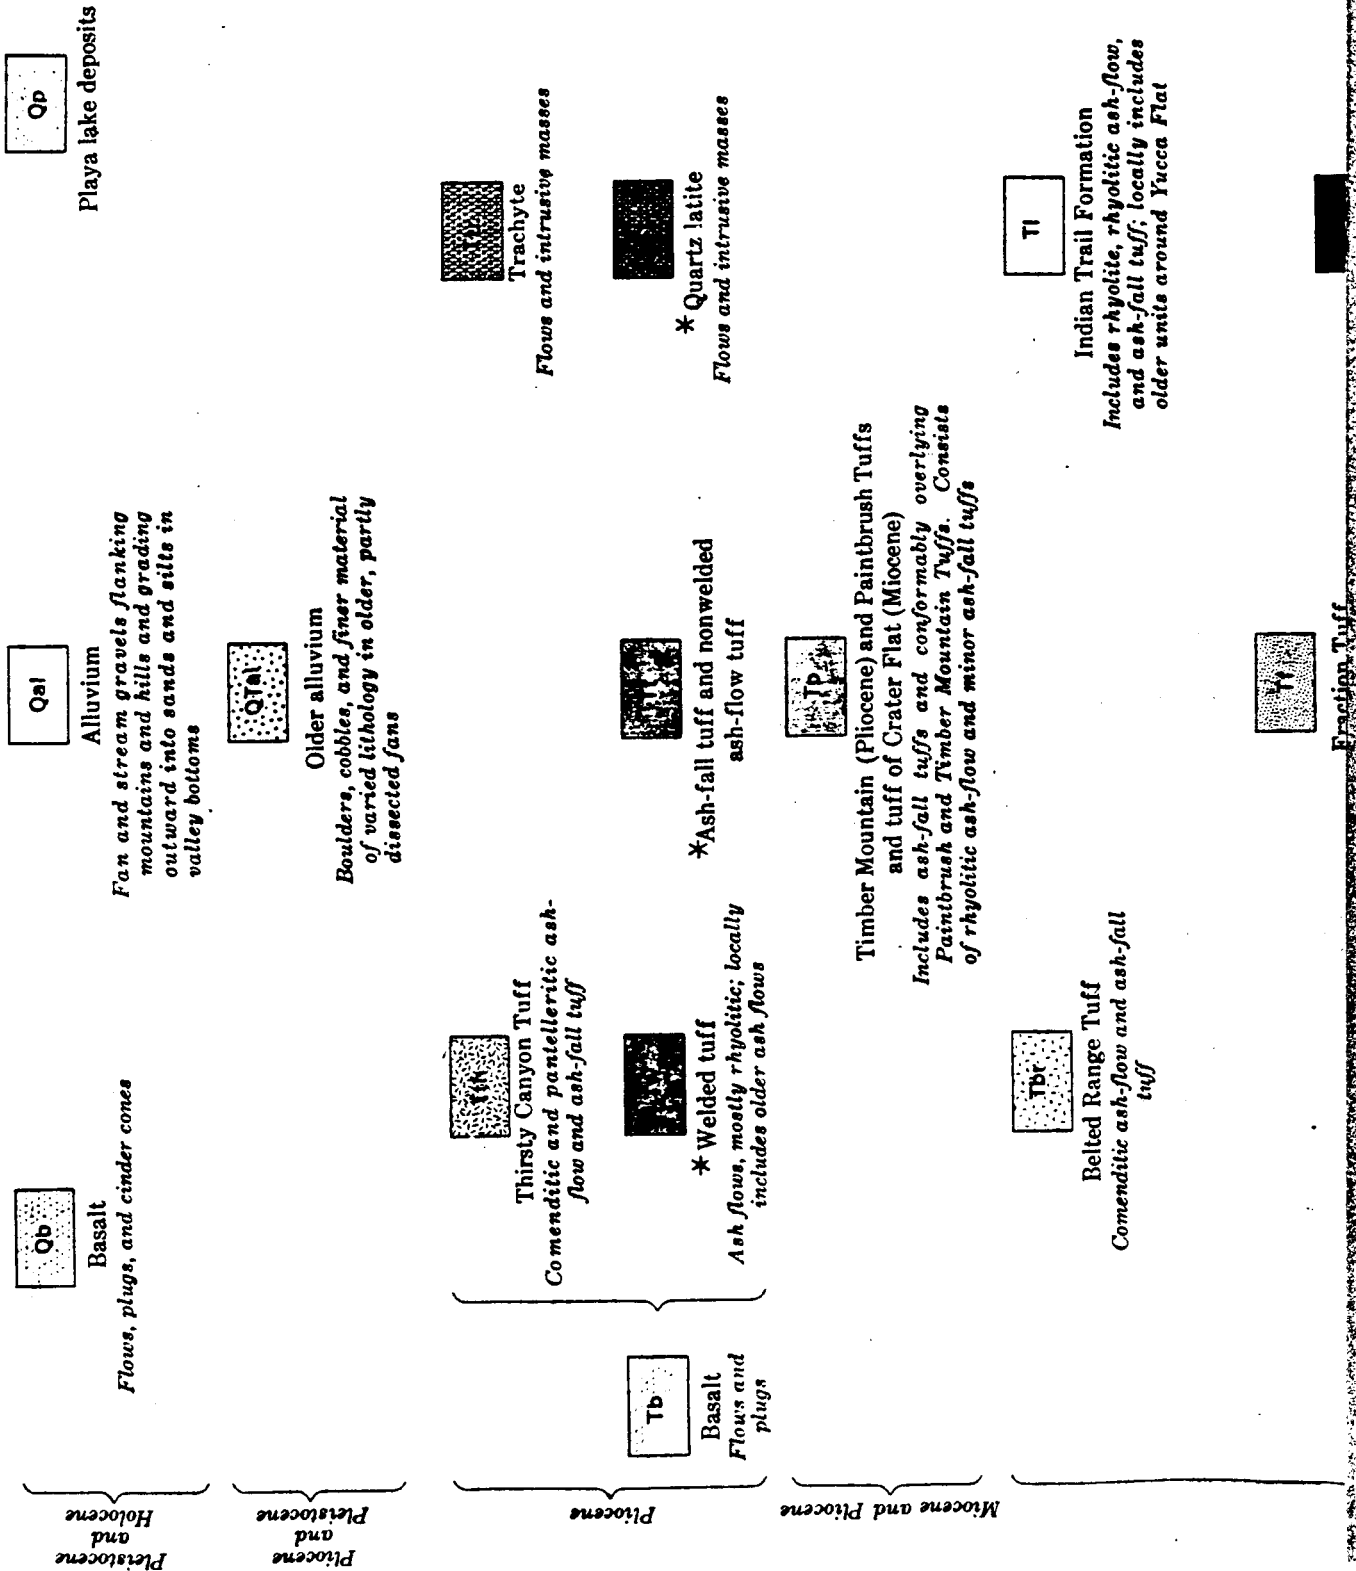 Pleistocene
and
Holocene
Qb
Basalt
Flows, plugs, and cinder cones
Qal
Alluvium
Fan and stream gravels flanking
mountains and hills and grading
outward into sands and silts in
valley bottoms
Qp
Playa lake deposits
Pliocene
and
Pleistocene
QTal
Older alluvium
Boulders, cobbles, and finer material
of varied lithology in older, partly
dissected fans
Pliocene
Tb
Basalt
Flows and
plugs
Ttk
Thirsty Canyon Tuff
Comenditic and pantelleritic ash-
flow and ash-fall tuff
Trachyte
Flows and intrusive masses
*Welded tuff
Ash flows, mostly rhyolitic; locally
includes older ash flows
*Ash-fall tuff and nonwelded
ash-flow tuff
*Quartz latite
Flows and intrusive masses
Miocene and Pliocene
Tp
Timber Mountain (Pliocene) and Paintbrush Tuffs
and tuff of Crater Flat (Miocene)
Includes ash-fall tuffs and conformably overlying
Paintbrush and Timber Mountain Tuffs. Consists
of rhyolitic ash-flow and minor ash-fall tuffs
Tbr
Belted Range Tuff
Comenditic ash-flow and ash-fall
tuff
TI
Indian Trail Formation
Includes rhyolite, rhyolitic ash-flow,
and ash-fall tuff; locally includes
older units around Yucca Flat
Tf
Fraction Tuff